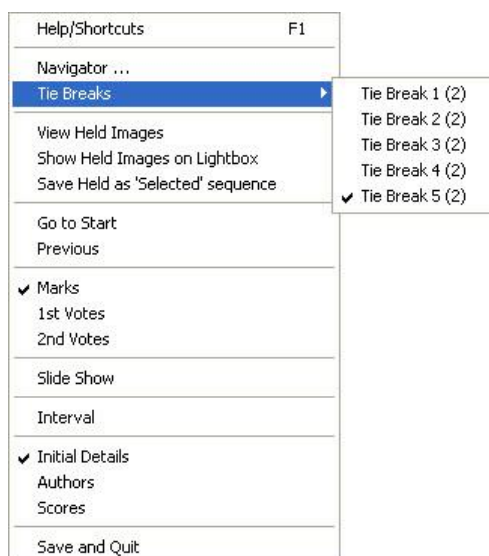 Help/Shortcuts F1
Navigator ...
Tie Breaks
Tie Break 1 (2)
Tie Break 2 (2)
Tie Break 3 (2)
Tie Break 4 (2)
Tie Break 5 (2)
View Held Images
Show Held Images on Lightbox
Save Held as 'Selected' sequence
Go to Start
Previous
Marks
1st Votes
2nd Votes
Slide Show
Interval
Initial Details
Authors
Scores
Save and Quit